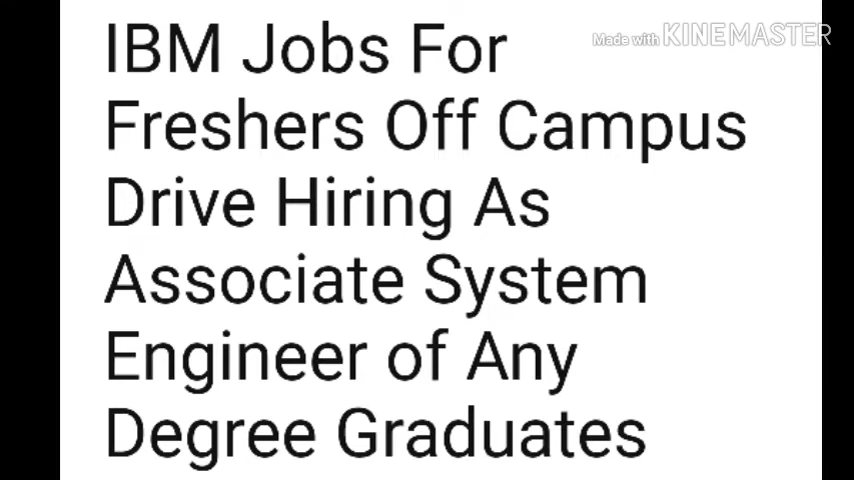 IBM Jobs For
Made with KINEMASTER
Freshers Off Campus
Drive Hiring As
Associate System
Engineer of Any
Degree Graduates